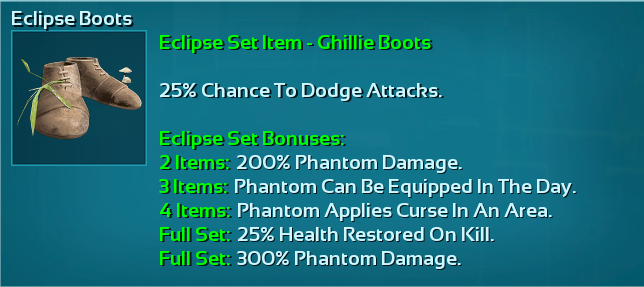 Eclipse Boots
Eclipse Set Item - Ghillie Boots
25% Chance To Dodge Attacks.
Eclipse Set Bonuses:
2 Items: 200% Phantom Damage.
3 Items: Phantom Can Be Equipped In The Day.
4 Items: Phantom Applies Curse In An Area.
Full Set: 25% Health Restored On Kill.
Full Set: 300% Phantom Damage.